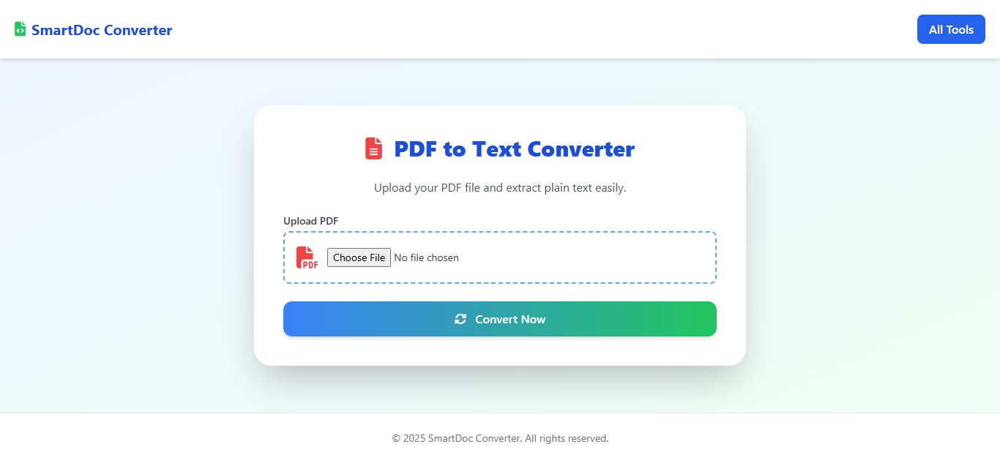 SmartDoc Converter
All Tools
PDF to Text Converter
Upload your PDF file and extract plain text easily.
Upload PDF
PDF
Choose File No file chosen
Convert Now
© 2025 SmartDoc Converter. All rights reserved.